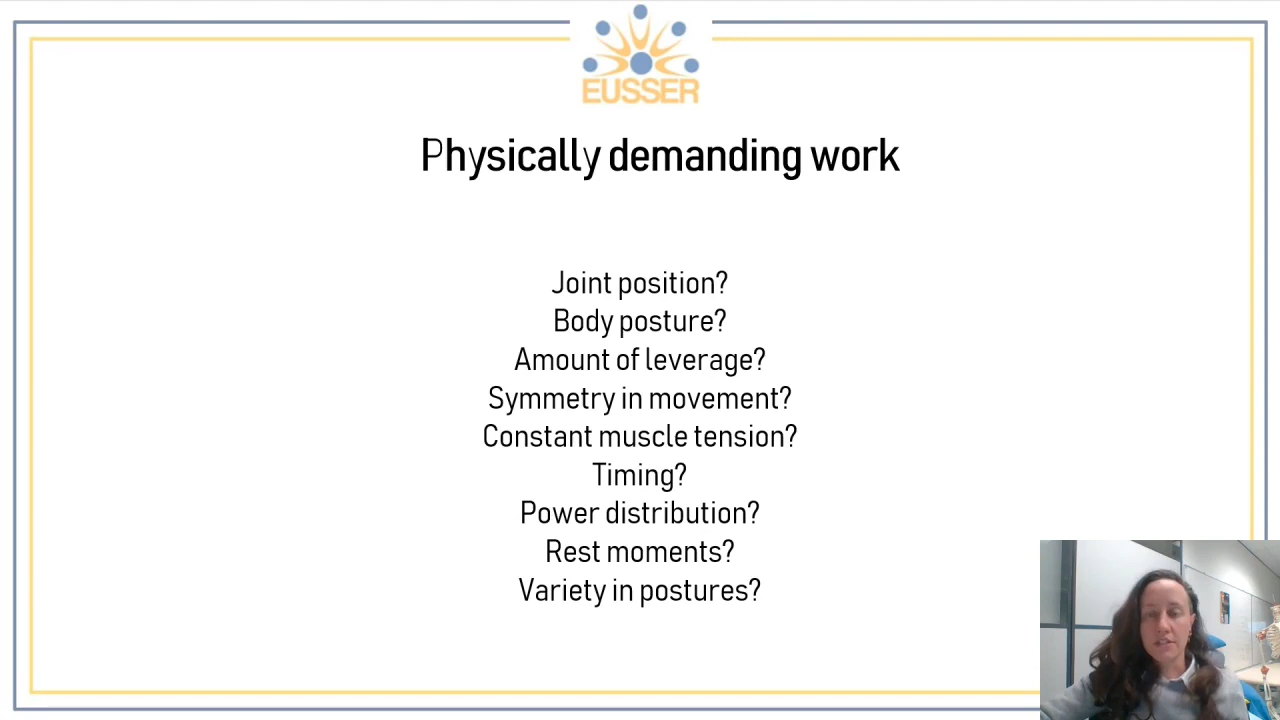 EUSSER
Physically demanding work
Joint position?
Body posture?
Amount of leverage?
Symmetry in movement?
Constant muscle tension?
Timing?
Power distribution?
Rest moments?
Variety in postures?